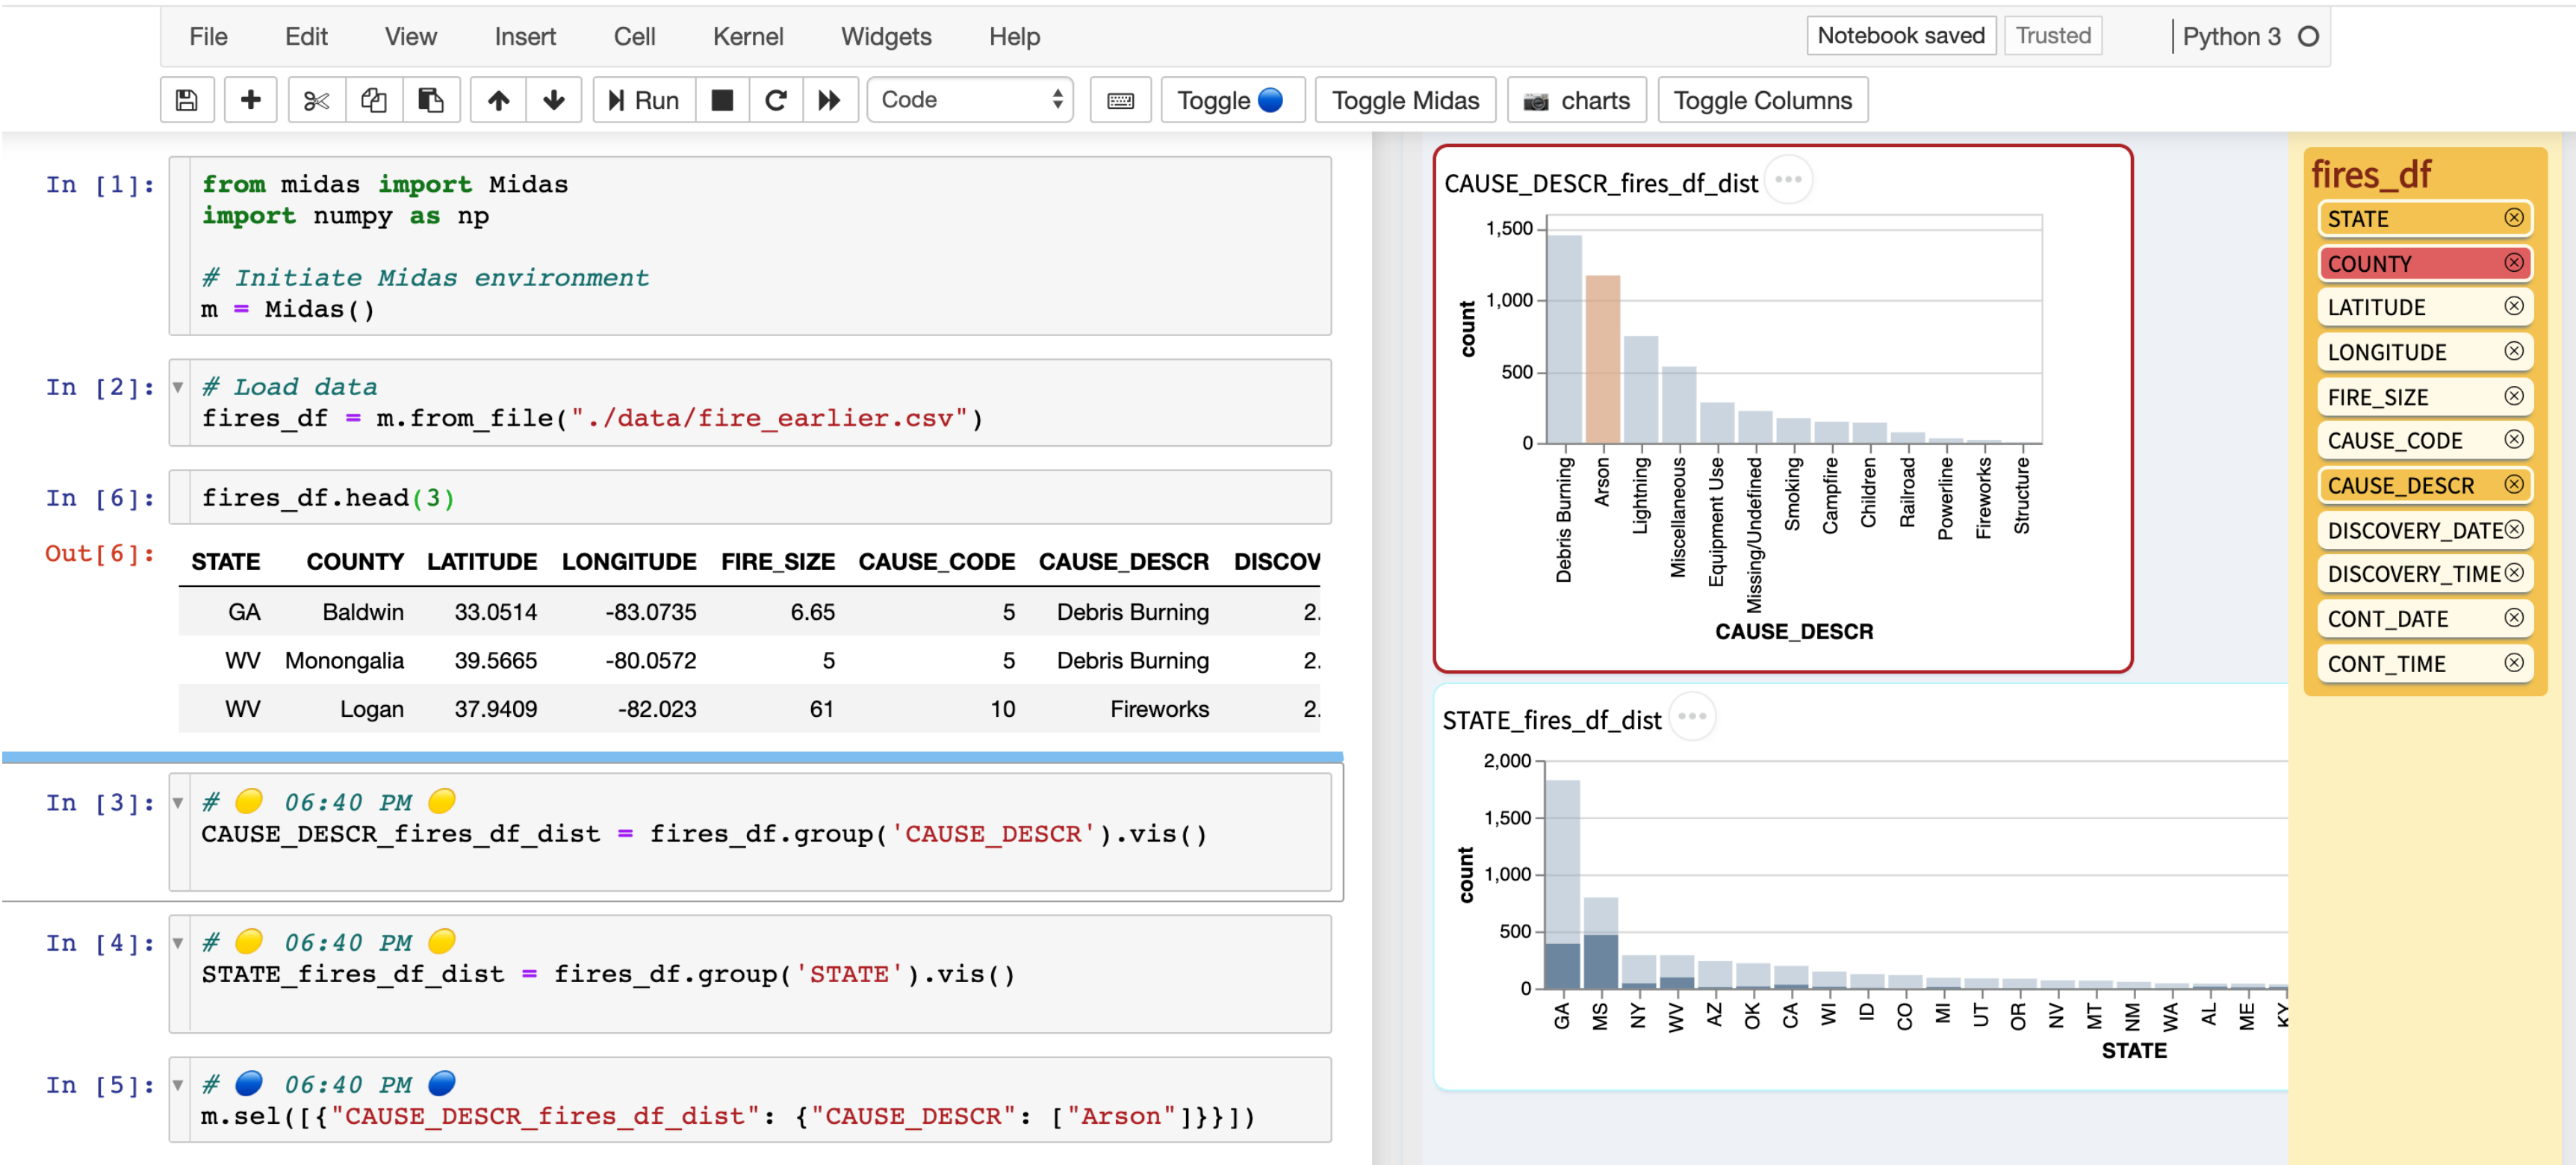 File Edit View Insert Cell Kernel Widgets Help Notebook saved Trusted Python 3
Run Code Toggle 🔵 Toggle Midas 📷 charts Toggle Columns
In [1]:
from midas import Midas
import numpy as np
# Initiate Midas environment
m = Midas()
In [2]:
# Load data
fires_df = m.from_file("./data/fire_earlier.csv")
In [6]:
fires_df.head(3)
Out[6]:
STATE COUNTY LATITUDE LONGITUDE FIRE_SIZE CAUSE_CODE CAUSE_DESCR DISCOV
GA Baldwin 33.0514 -83.0735 6.65 5 Debris Burning 2.
WV Monongalia 39.5665 -80.0572 5 5 Debris Burning 2.
WV Logan 37.9409 -82.023 61 10 Fireworks 2.
In [3]:
# 🟡 06:40 PM 🟡
CAUSE_DESCR_fires_df_dist = fires_df.group('CAUSE_DESCR').vis()
In [4]:
# 🟡 06:40 PM 🟡
STATE_fires_df_dist = fires_df.group('STATE').vis()
In [5]:
# 🔵 06:40 PM 🔵
m.sel([{"CAUSE_DESCR_fires_df_dist": {"CAUSE_DESCR": ["Arson"]}}])
CAUSE_DESCR_fires_df_dist
count
1,500
1,000
500
0
Debris Burning
Arson
Lightning
Miscellaneous
Equipment Use
Missing/Undefined
Smoking
Campfire
Children
Railroad
Powerline
Fireworks
Structure
CAUSE_DESCR
STATE_fires_df_dist
count
2,000
1,500
1,000
500
0
GA
MS
NY
WV
AZ
OK
CA
WI
ID
CO
MI
UT
OR
NV
MT
NM
WA
AL
ME
KY
STATE
fires_df
STATE
COUNTY
LATITUDE
LONGITUDE
FIRE_SIZE
CAUSE_CODE
CAUSE_DESCR
DISCOVERY_DATE
DISCOVERY_TIME
CONT_DATE
CONT_TIME